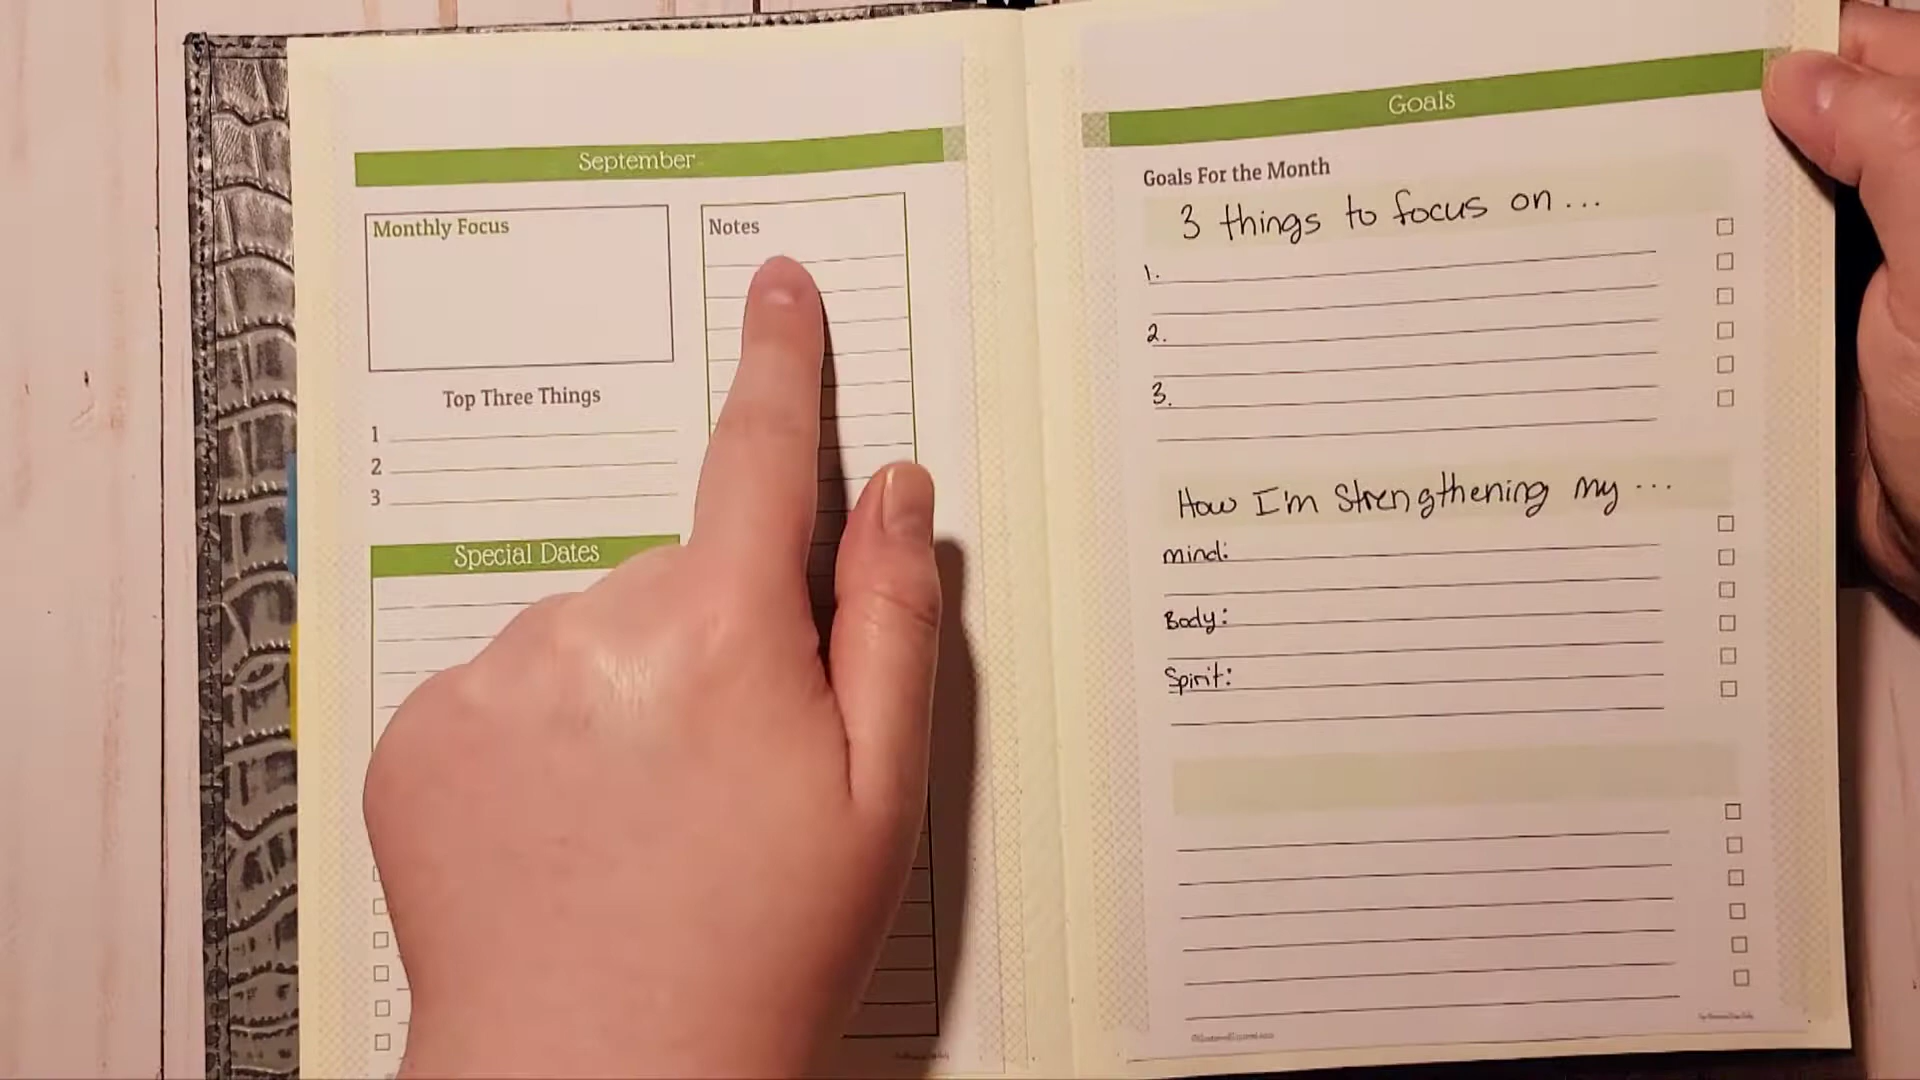 September
Monthly Focus
Notes
Top Three Things
1
2
3
Special Dates
Goals
Goals For the Month
3 things to focus on...
1.
2.
3.
How I'm Strengthening my...
mind:
Body:
Spirit: